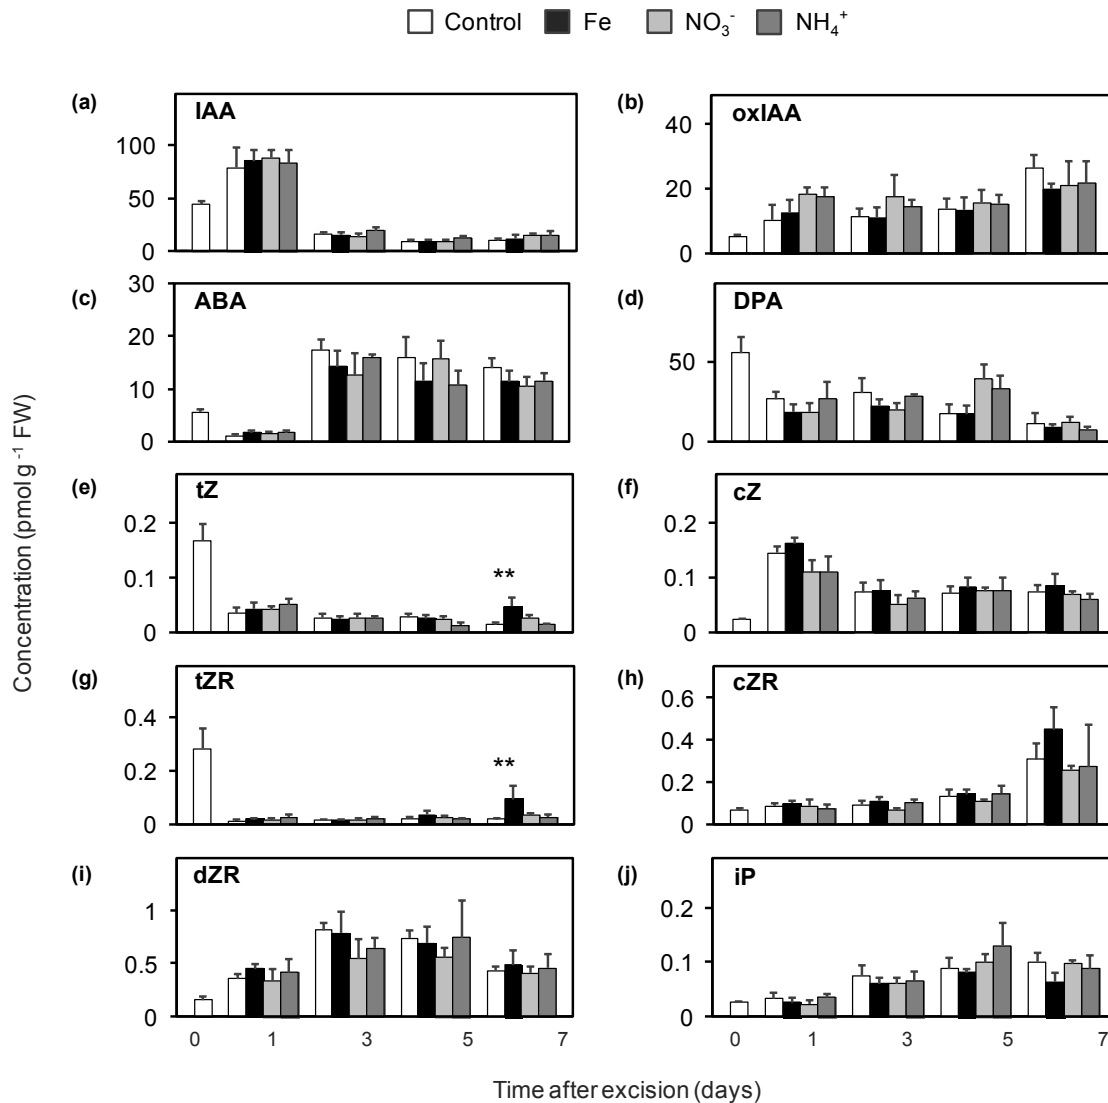 Control Fe NO₃⁻ NH₄⁺
(a) IAA
100
50
0
(b) oxIAA
40
20
0
(c) ABA
30
20
10
0
(d) DPA
50
0
(e) tZ
0.2
0.1
0
**
(f) cZ
0.2
0.1
0
(g) tZR
0.4
0.2
0
**
(h) cZR
0.6
0.4
0.2
0
(i) dZR
1
0.5
0
0 1 3 5 7
(j) iP
0.2
0.1
0
0 1 3 5 7
Concentration (pmol g⁻¹ FW)
Time after excision (days)